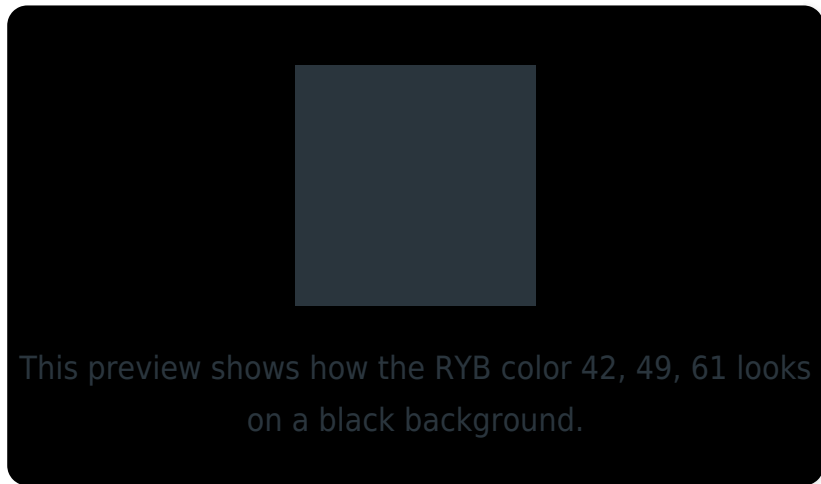 This preview shows how the RYB color 42, 49, 61 looks
on a black background.